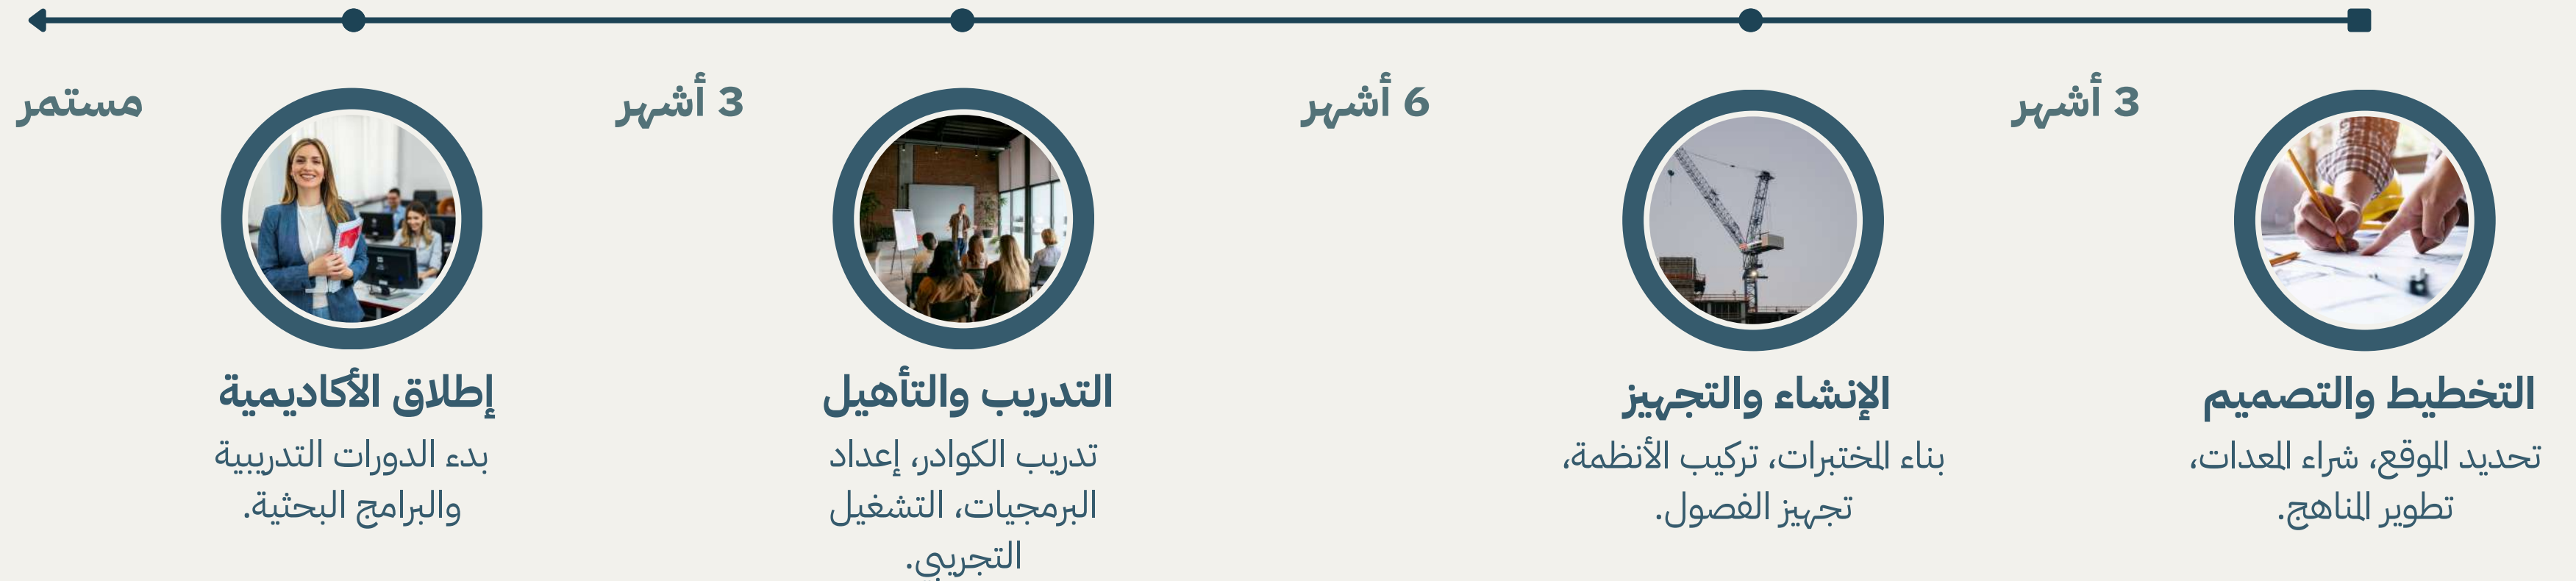 3 أشهر
6 أشهر
3 أشهر
مستمر
التخطيط والتصميم
تحديد الموقع، شراء المعدات،
تطوير المناهج.
الإنشاء والتجهيز
بناء المختبرات، تركيب الأنظمة،
تجهيز الفصول.
التدريب والتأهيل
تدريب الكوادر، إعداد
البرمجيات، التشغيل
التجريبي.
إطلاق الأكاديمية
بدء الدورات التدريبية
والبرامج البحثية.